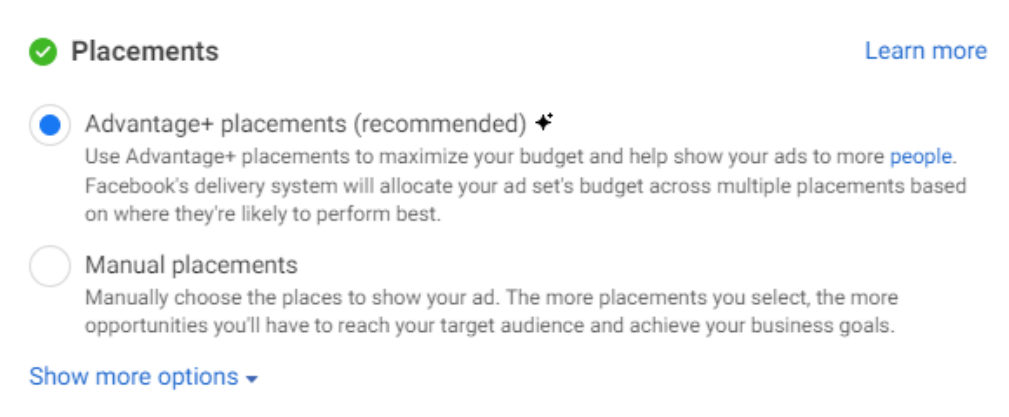 Placements
Learn more
Advantage+ placements (recommended)
Use Advantage+ placements to maximize your budget and help show your ads to more people.
Facebook's delivery system will allocate your ad set's budget across multiple placements based
on where they're likely to perform best.
Manual placements
Manually choose the places to show your ad. The more placements you select, the more
opportunities you'll have to reach your target audience and achieve your business goals.
Show more options